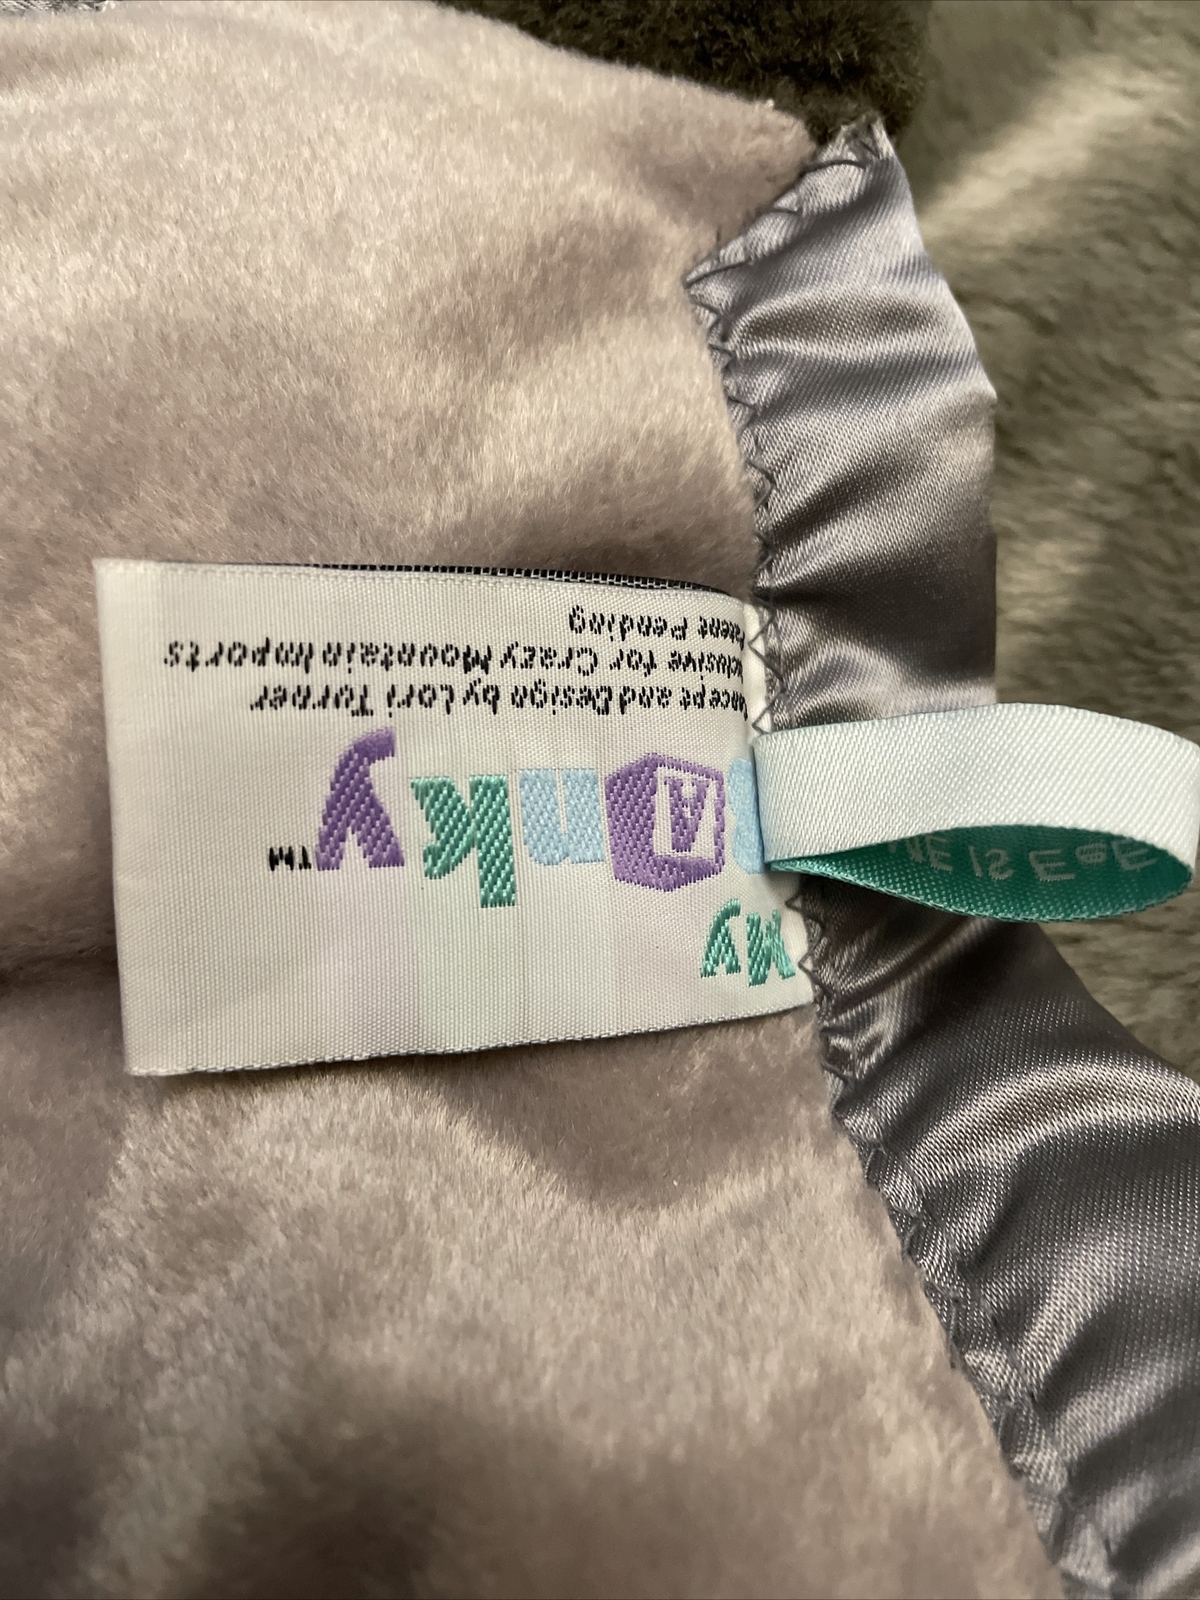 My
BAnky™
Concept and Design by Lori Turner
Exclusive for Crazy Mountain Imports
Patent Pending